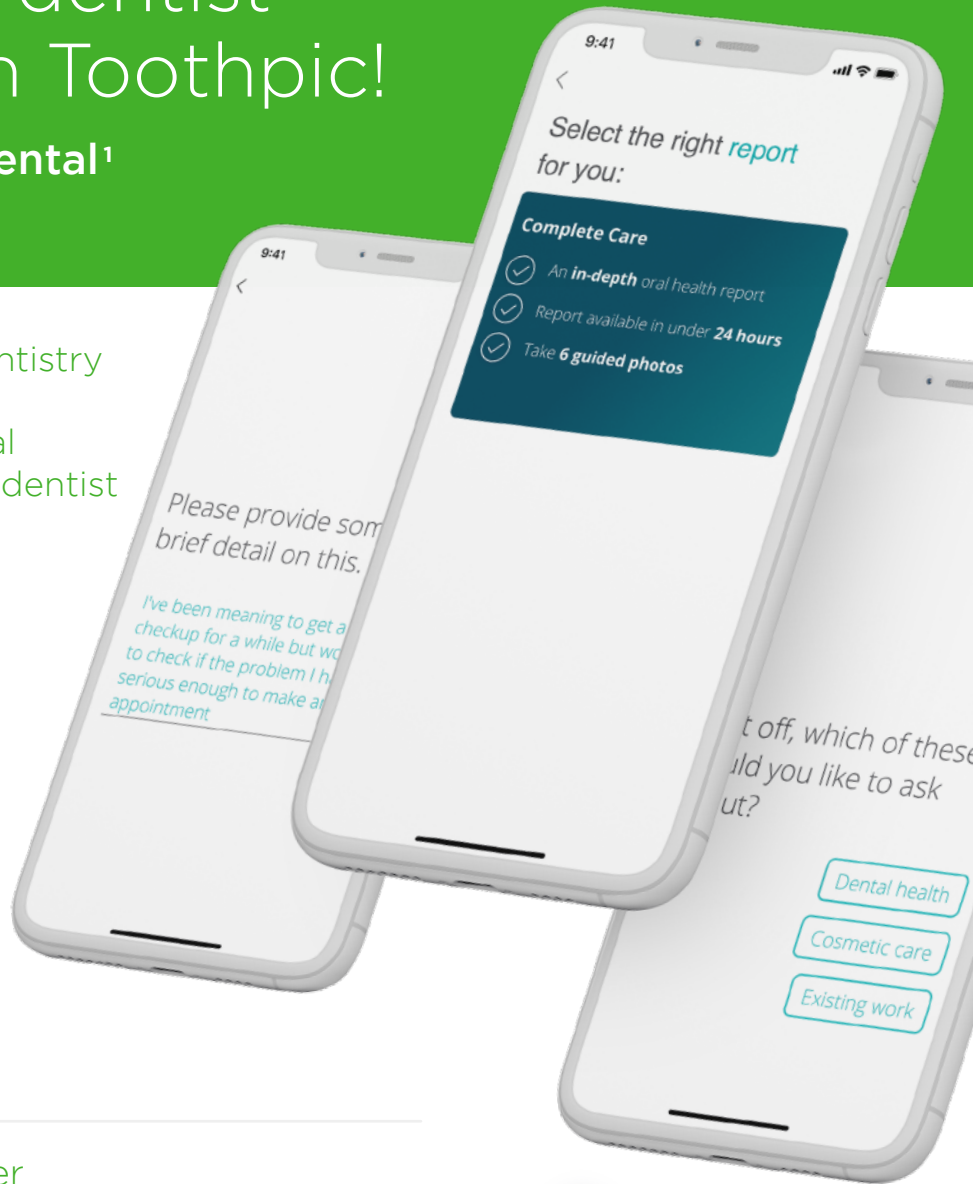 dentist
Toothpic!
ental¹
ntistry
al
dentist
9:41
Please provide som
brief detail on this.
I've been meaning to get a
checkup for a while but wo
to check if the problem I h
serious enough to make an
appointment
9:41
Select the right report
for you:
Complete Care
An in-depth oral health report
Report available in under 24 hours
Take 6 guided photos
t off, which of these
uld you like to ask
ut?
Dental health
Cosmetic care
Existing work
er